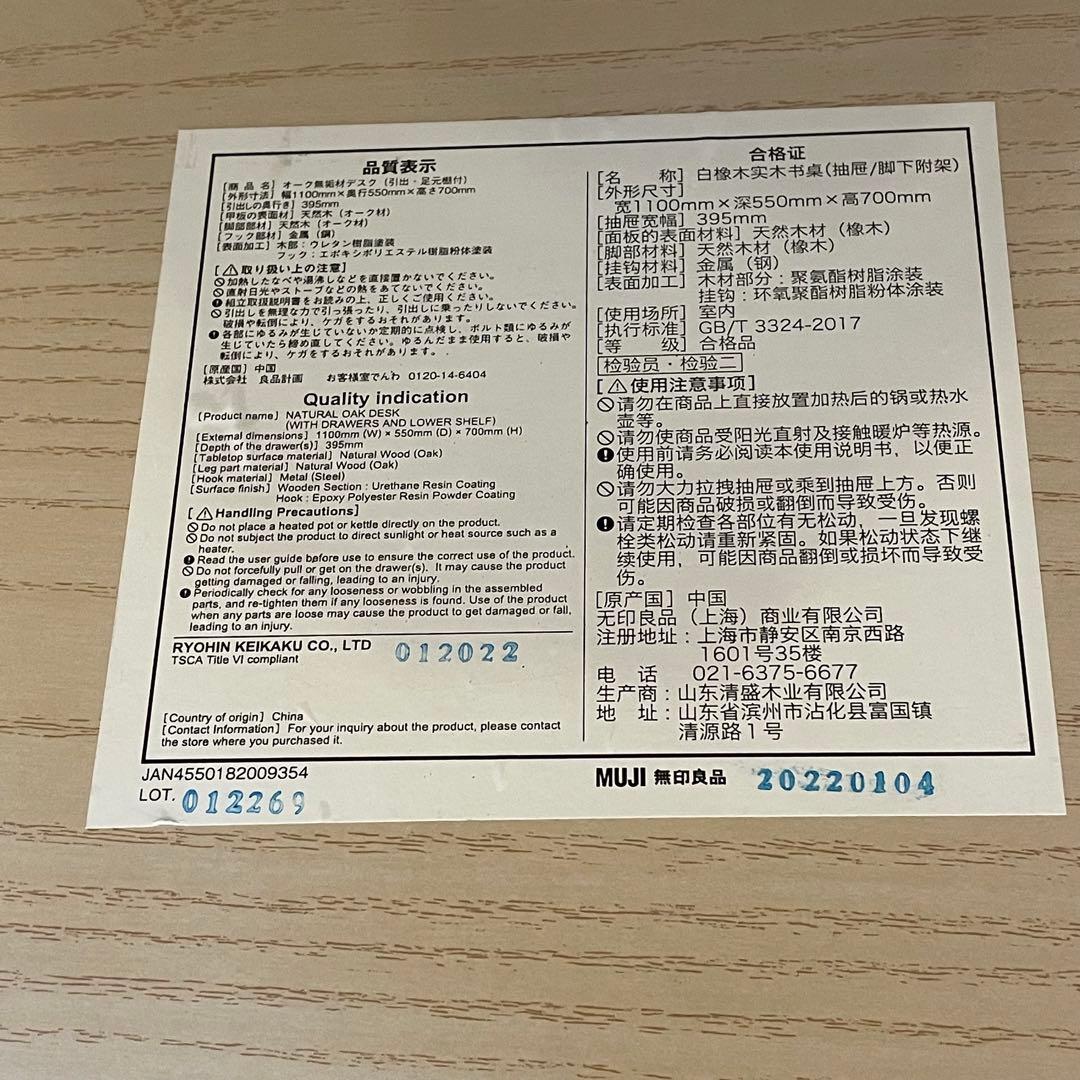 品質表示
[商 品 名] オーク無垢材デスク（引出・足元棚付）
[外形寸法] 幅1100mm×奥行550mm×高さ700mm
[引出しの奥行き] 395mm
[甲板の表面材] 天然木（オーク材）
[脚部部材] 天然木（オーク材）
[フック部材] 金属（鋼）
[表面加工] 木部：ウレタン樹脂塗装
フック：エポキシポリエステル樹脂粉体塗装
[⚠取り扱い上の注意]
加熱したなべや湯沸しなどを直接置かないでください。
直射日光やストーブなどの熱をあてないでください。
組立取扱説明書をお読みの上、正しくご使用ください。
引出しを無理な力で引っ張ったり、引出しに乗ったりしないでください。
破損や転倒により、ケガをするおそれがあります。
各部にゆるみが生じていないか定期的に点検し、ボルト類にゆるみが
生じていたら締め直してください。ゆるんだまま使用すると、破損や
転倒により、ケガをするおそれがあります。
[原産国] 中国
株式会社 良品計画 お客様室でんわ 0120-14-6404
Quality indication
[Product name] NATURAL OAK DESK
(WITH DRAWERS AND LOWER SHELF)
[External dimensions] 1100mm (W) × 550mm (D) × 700mm (H)
[Depth of the drawer(s)] 395mm
[Tabletop surface material] Natural Wood (Oak)
[Leg part material] Natural Wood (Oak)
[Hook material] Metal (Steel)
[Surface finish] Wooden Section : Urethane Resin Coating
Hook : Epoxy Polyester Resin Powder Coating
[⚠Handling Precautions]
Do not place a heated pot or kettle directly on the product.
Do not subject the product to direct sunlight or heat source such as a
heater.
Read the user guide before use to ensure the correct use of the product.
Do not forcefully pull or get on the drawer(s). It may cause the product
getting damaged or falling, leading to an injury.
Periodically check for any looseness or wobbling in the assembled
parts, and re-tighten them if any looseness is found. Use of the product
when any parts are loose may cause the product to get damaged or fall,
leading to an injury.
RYOHIN KEIKAKU CO., LTD 012022
TSCA Title VI compliant
[Country of origin] China
[Contact Information] For your inquiry about the product, please contact
the store where you purchased it.
合格证
[名 称] 白橡木实木书桌(抽屉/脚下附架)
[外形尺寸]
宽1100mm×深550mm×高700mm
[抽屉宽幅] 395mm
[面板的表面材料] 天然木材（橡木）
[脚部材料] 天然木材（橡木）
[挂钩材料] 金属（钢）
[表面加工] 木材部分：聚氨酯树脂涂装
挂钩：环氧聚酯树脂粉体涂装
[使用场所] 室内
[执行标准] GB/T 3324-2017
[等 级] 合格品
检验员・检验二
[⚠使用注意事项]
请勿在商品上直接放置加热后的锅或热水
壶等。
请勿使商品受阳光直射及接触暖炉等热源。
使用前请务必阅读本使用说明书，以便正
确使用。
请勿大力拉拽抽屉或乘到抽屉上方。否则
可能因商品破损或翻倒而导致受伤。
请定期检查各部位有无松动，一旦发现螺
栓类松动请重新紧固。如果松动状态下继
续使用，可能因商品翻倒或损坏而导致受
伤。
[原产国] 中国
无印良品（上海）商业有限公司
注册地址：上海市静安区南京西路
1601号35楼
电 话 021-6375-6677
生产商：山东清盛木业有限公司
地 址：山东省滨州市沾化县富国镇
清源路1号
JAN4550182009354
LOT. 012269
MUJI 無印良品 20220104